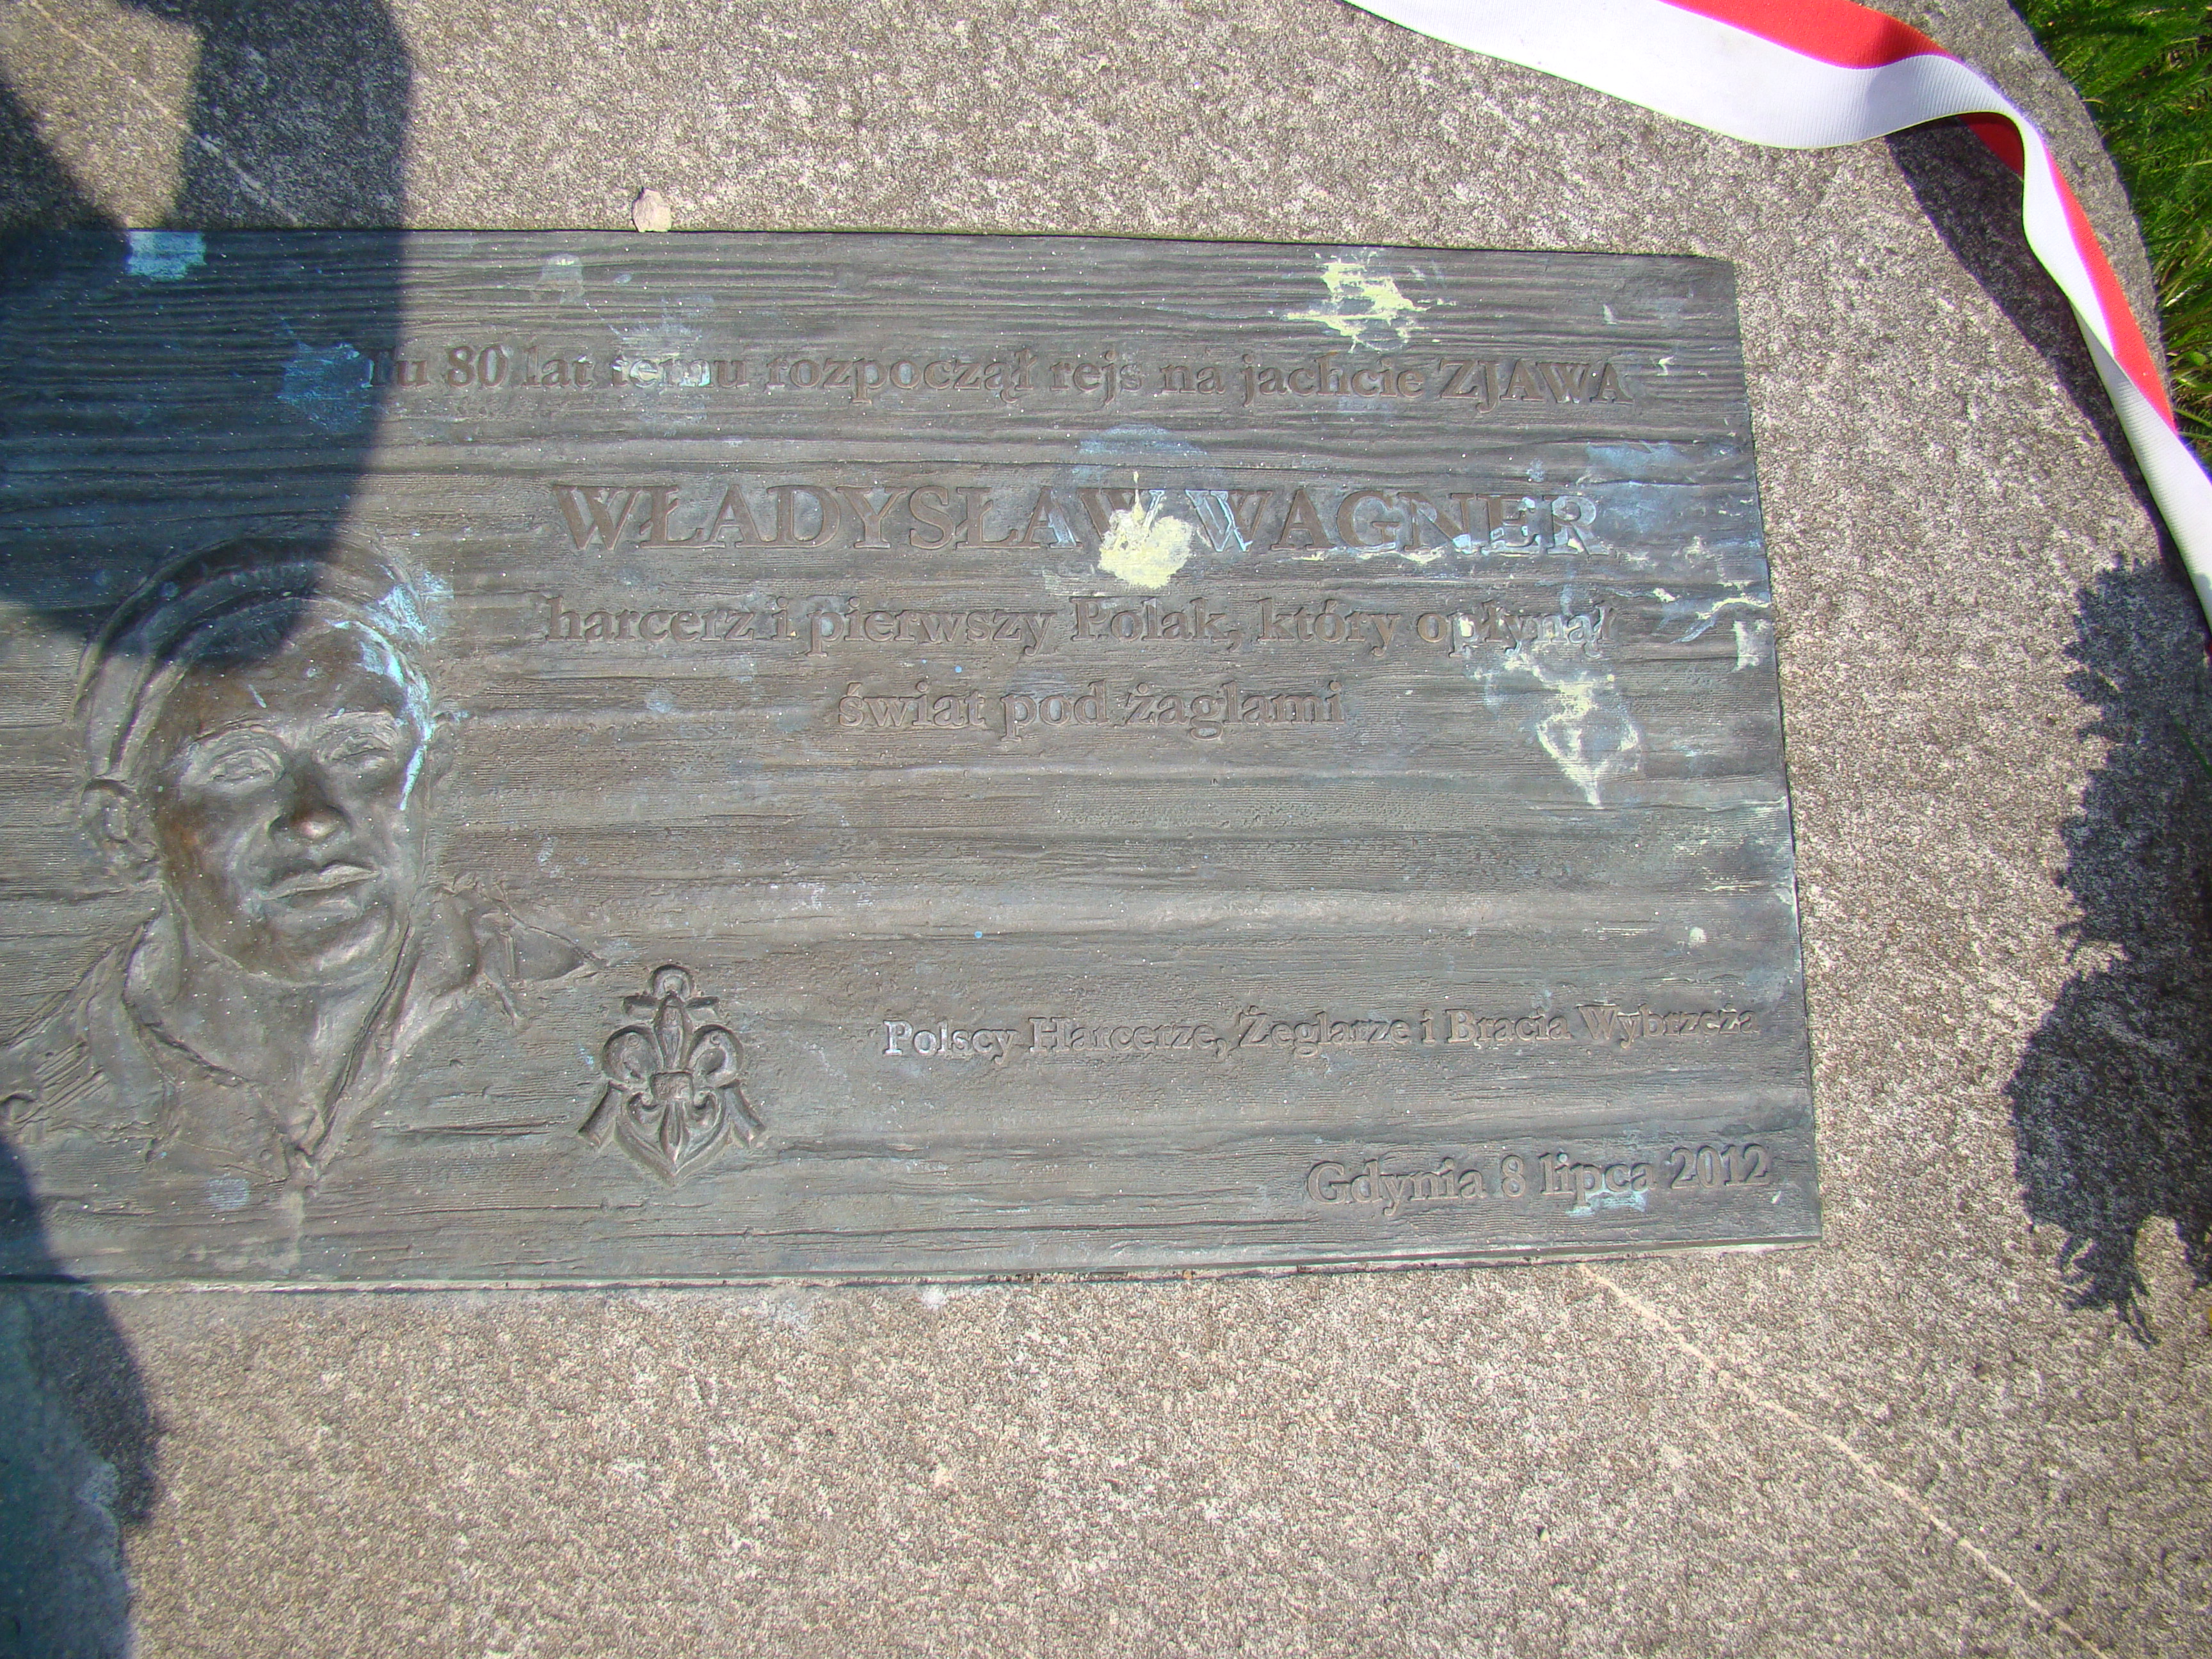 Tu 80 lat temu rozpoczął rejs na jachcie ZJAWA
WŁADYSŁAW WAGNER
harcerz i pierwszy Polak, który opłynął
świat pod żaglami
Polscy Harcerze, Żeglarze i Bracia Wybrzeża
Gdynia 8 lipca 2012